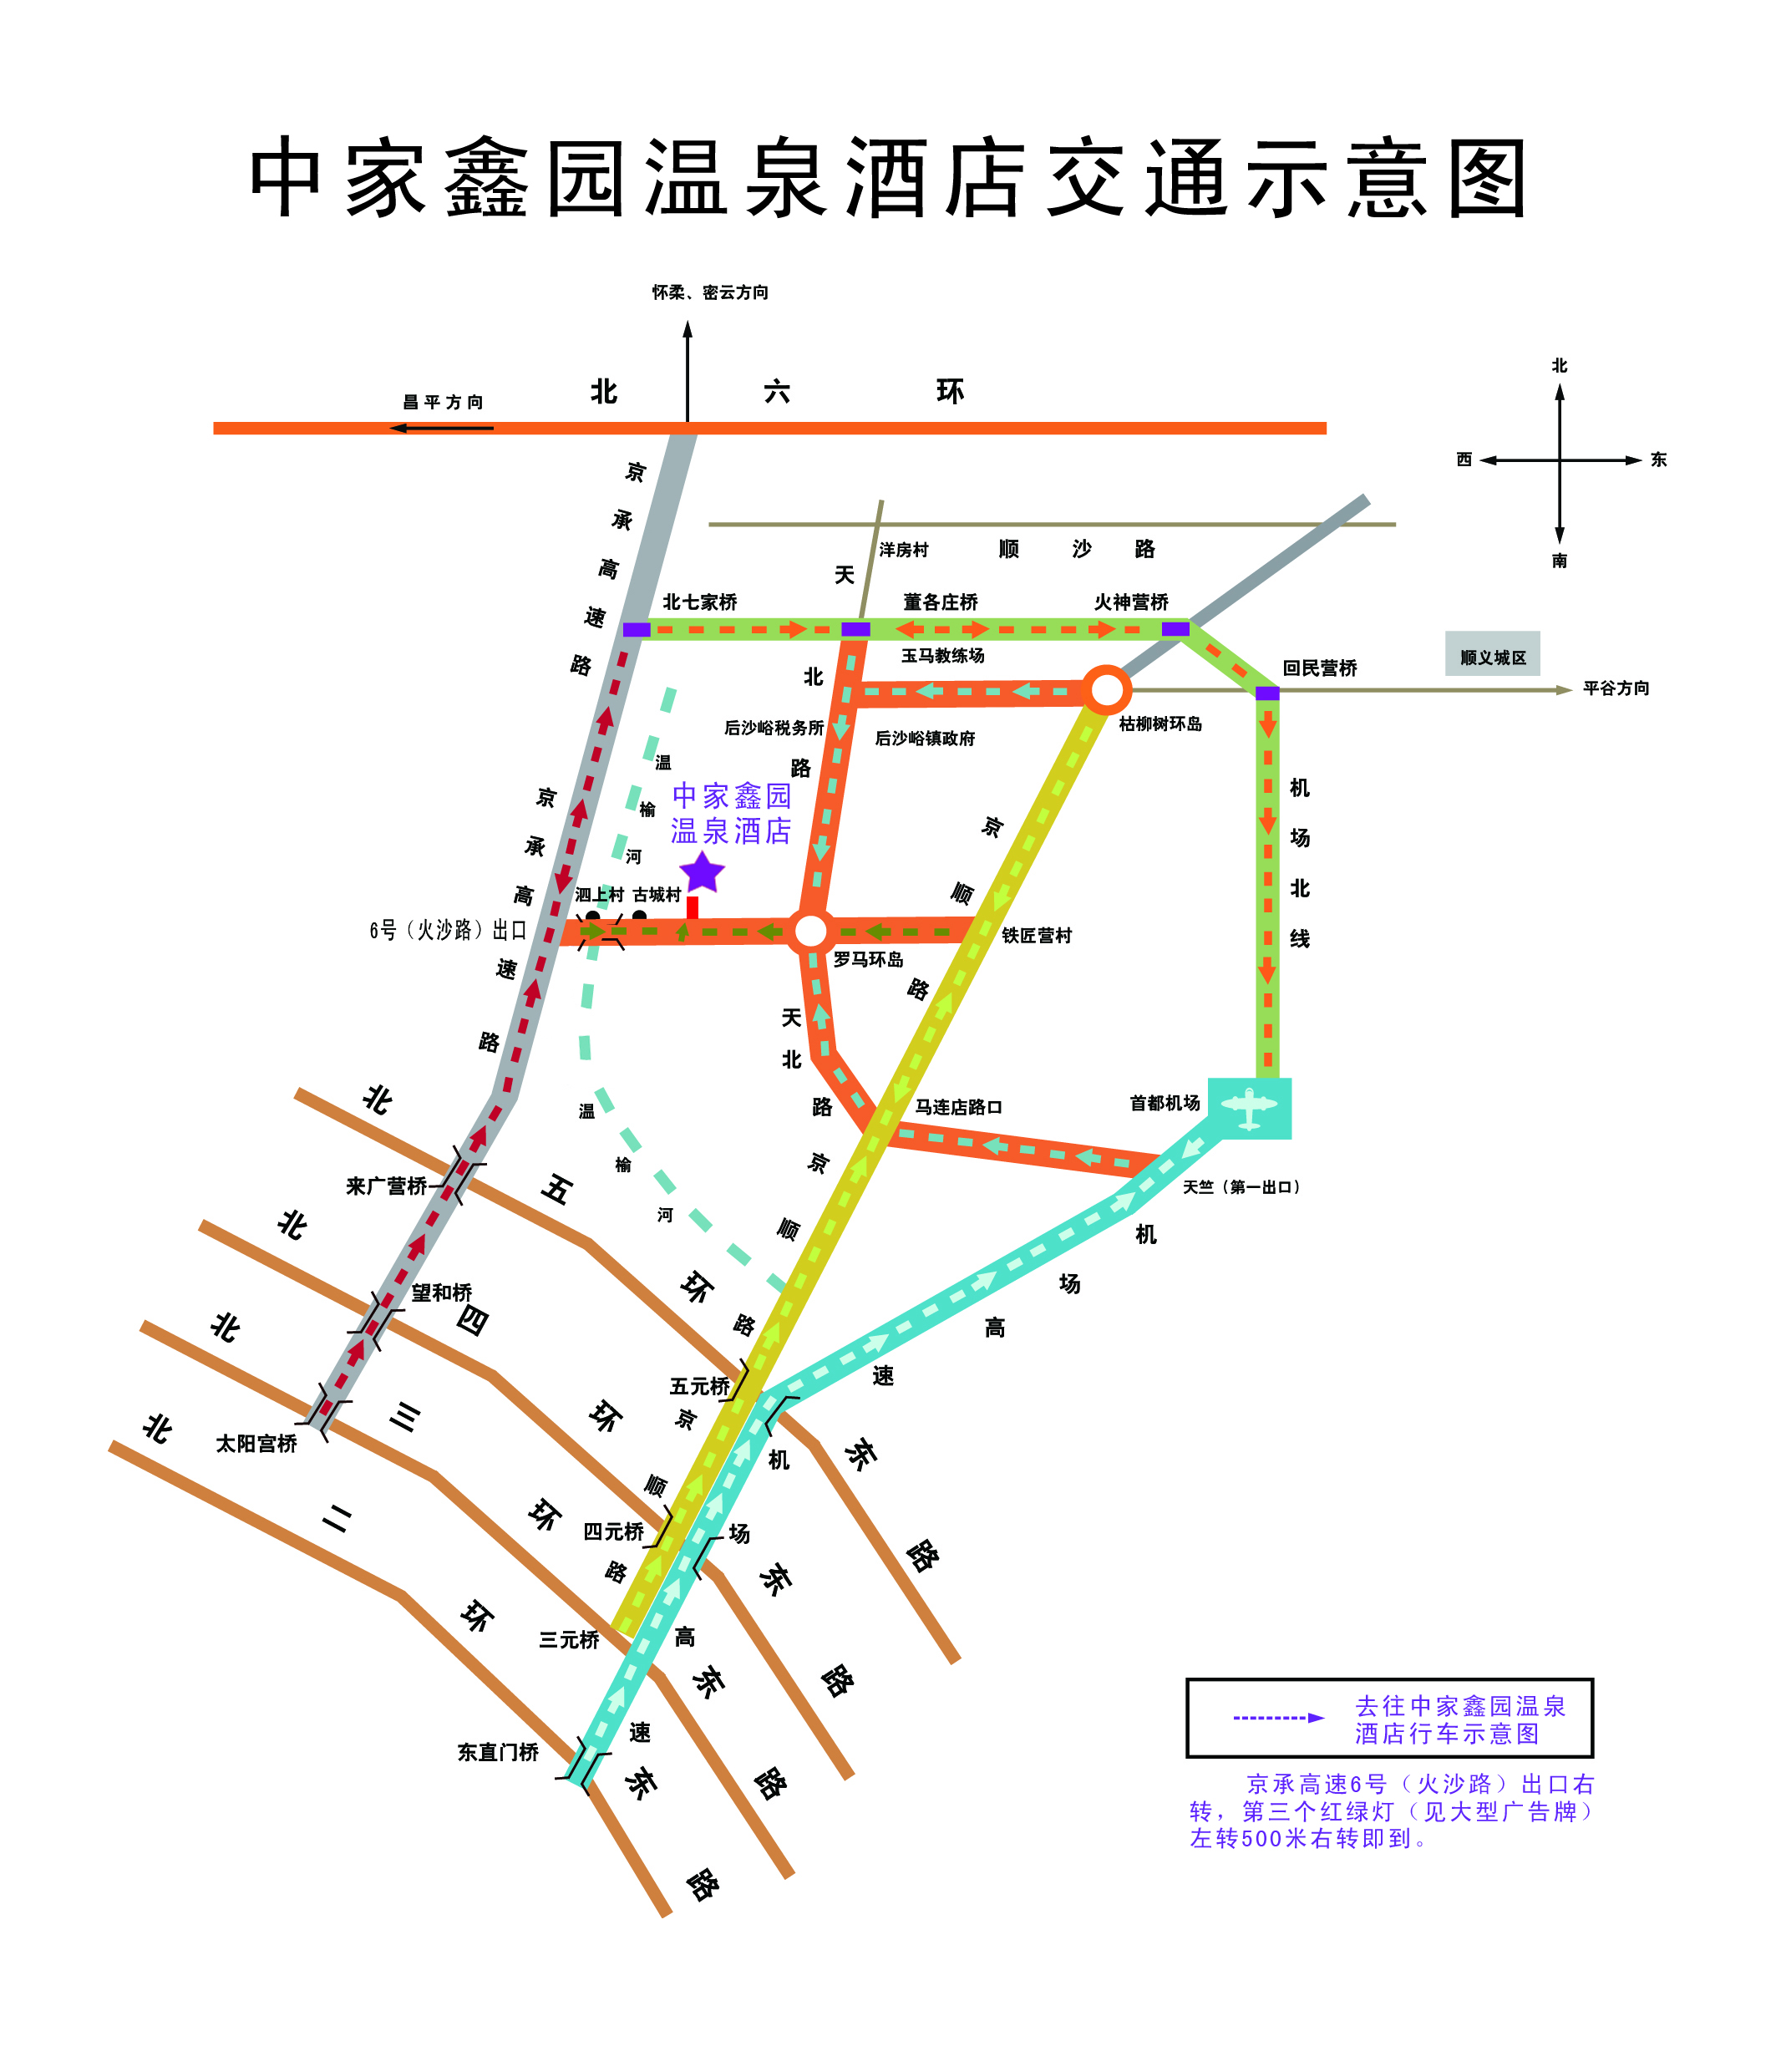 中家鑫园温泉酒店交通示意图
怀柔、密云方向
北六环
昌平方向
北
西
东
南
京承高速路
洋房村
顺沙路
天北路
北七家桥
董各庄桥
火神营桥
玉马教练场
回民营桥
顺义城区
平谷方向
枯柳树环岛
后沙峪税务所
后沙峪镇政府
温榆河
中家鑫园
温泉酒店
机场北线
京承高速路
京顺路
泗上村
古城村
6号（火沙路）出口
罗马环岛
铁匠营村
天北路
马连店路口
首都机场
天竺（第一出口）
温榆河
京顺路
机场高速
北五环东路
来广营桥
北四环东路
望和桥
北三环东路
太阳宫桥
北二环东路
五元桥
京顺路
四元桥
机场高速
三元桥
东直门桥
去往中家鑫园温泉
酒店行车示意图
京承高速6号（火沙路）出口右
转，第三个红绿灯（见大型广告牌）
左转500米右转即到。